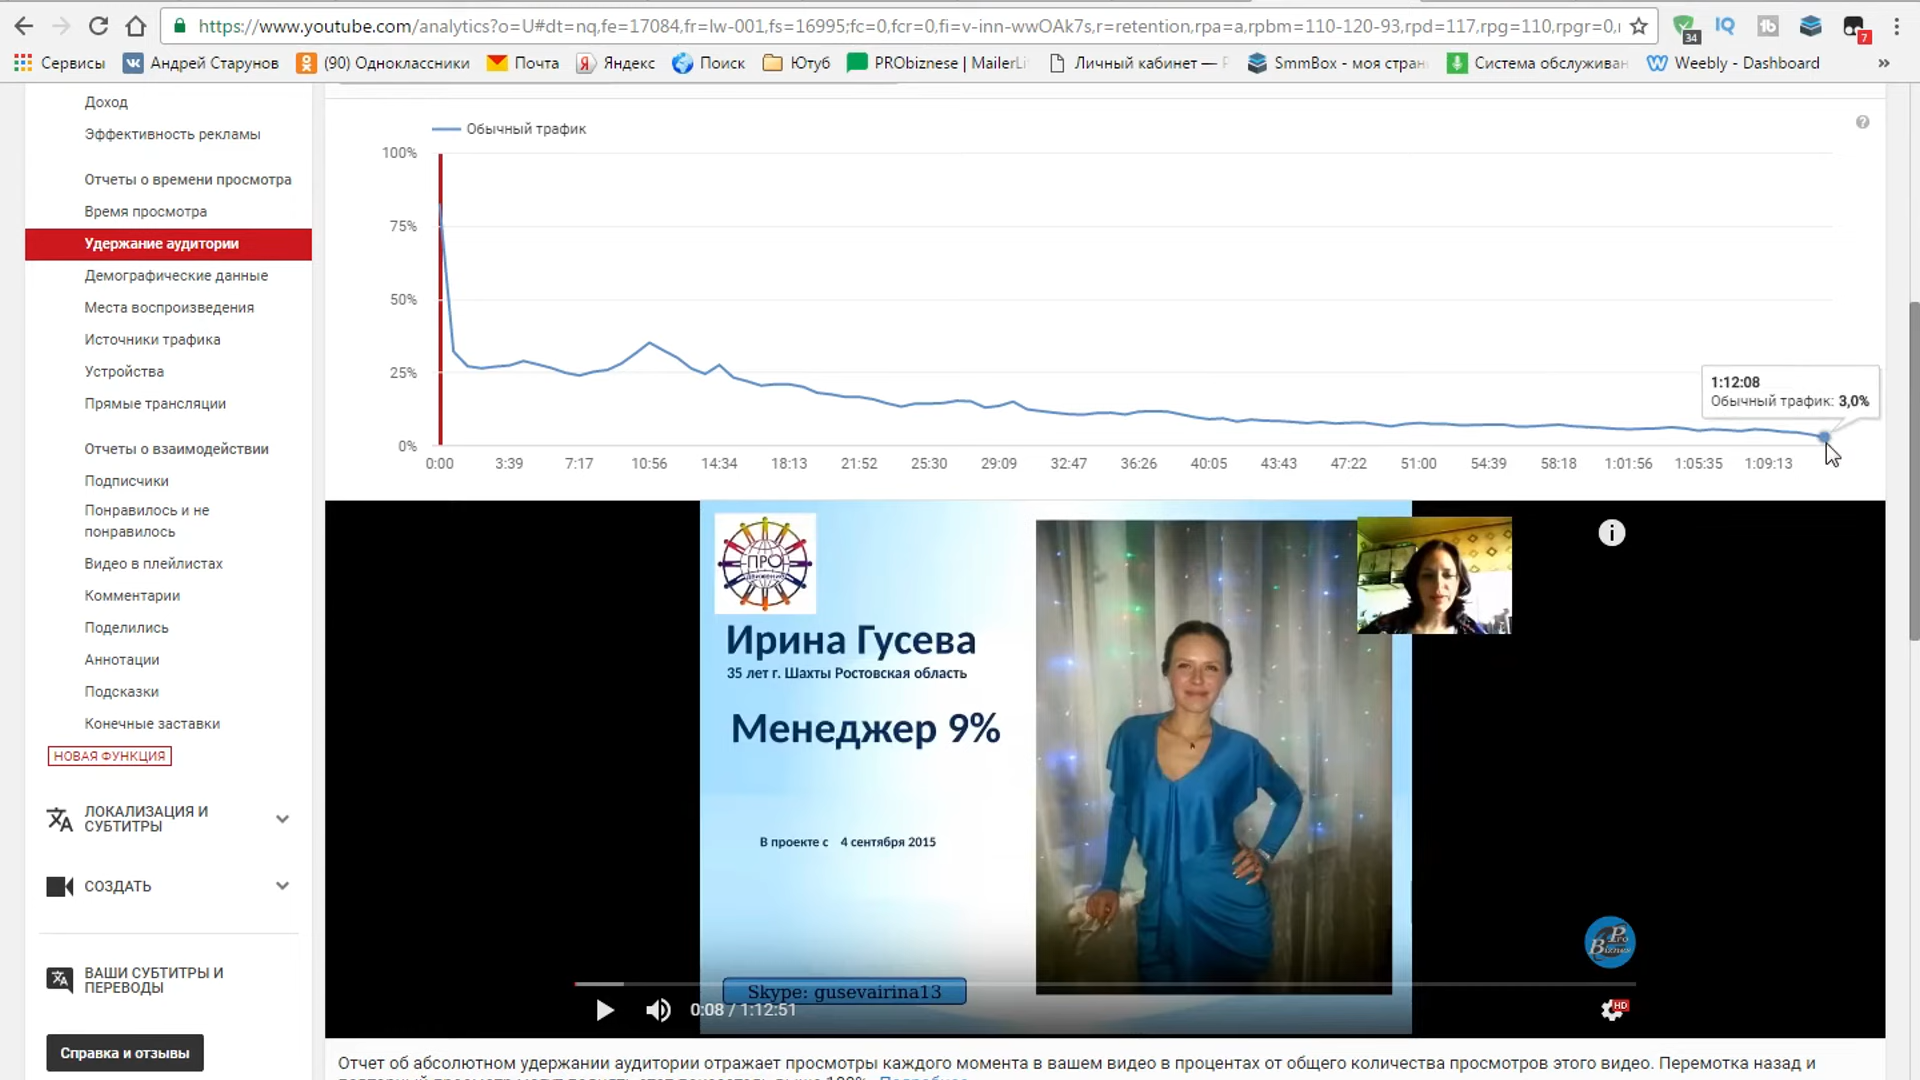 https://www.youtube.com/analytics?o=U#dt=nq,fe=17084,fr=lw-001,fs=16995;fc=0,fcr=0,fi=v-inn-wwOAk7s,r=retention,rpa=a,rpbm=110-120-93,rpd=117,rpg=110,rpgr=0,r
34
7
Сервисы
Андрей Старунов
(90) Одноклассники
Почта
Яндекс
Поиск
Ютуб
PRObiznese | MailerLi
Личный кабинет —
SmmBox - моя стран
Система обслуживан
Weebly - Dashboard
»
Доход
Эффективность рекламы
Отчеты о времени просмотра
Время просмотра
Удержание аудитории
Демографические данные
Места воспроизведения
Источники трафика
Устройства
Прямые трансляции
Отчеты о взаимодействии
Подписчики
Понравилось и не
понравилось
Видео в плейлистах
Комментарии
Поделились
Аннотации
Подсказки
Конечные заставки
НОВАЯ ФУНКЦИЯ
ЛОКАЛИЗАЦИЯ И
СУБТИТРЫ
СОЗДАТЬ
ВАШИ СУБТИТРЫ И
ПЕРЕВОДЫ
Справка и отзывы
Обычный трафик
?
100%
75%
50%
25%
0%
1:12:08
Обычный трафик: 3,0%
0:00 3:39 7:17 10:56 14:34 18:13 21:52 25:30 29:09 32:47 36:26 40:05 43:43 47:22 51:00 54:39 58:18 1:01:56 1:05:35 1:09:13
ПРО
движение
Ирина Гусева
35 лет г. Шахты Ростовская область
Менеджер 9%
В проекте с 4 сентября 2015
Skype: gusevairina13
Pro
Biznes
0:08 / 1:12:51
HD
Отчет об абсолютном удержании аудитории отражает просмотры каждого момента в вашем видео в процентах от общего количества просмотров этого видео. Перемотка назад и